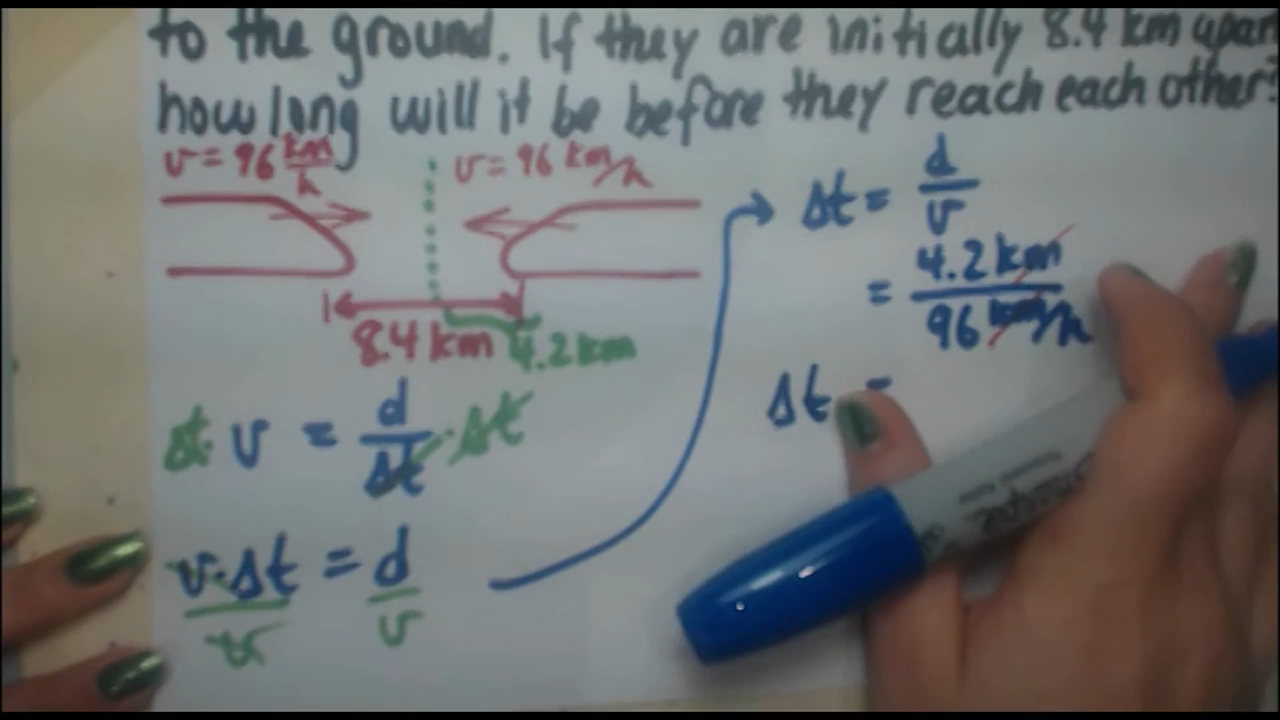 to the ground. If they are initially 8.4 km apart
how long will it be before they reach each other?
v = 96 km/h
v = 96 km/h
8.4 km
4.2 km
Δt · v = d/Δt · Δt
v·Δt/v = d/v
Δt = d/v
= 4.2 km / 96 km/h
Δt =
Sharpie